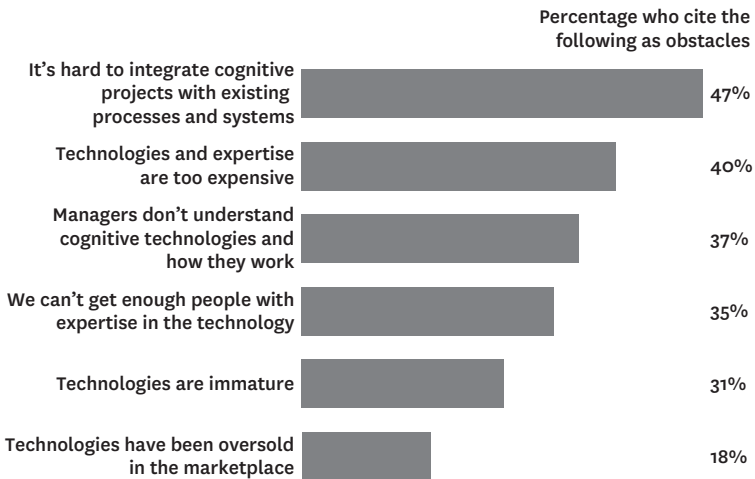 Percentage who cite the
following as obstacles
It’s hard to integrate cognitive
projects with existing
processes and systems
47%
Technologies and expertise
are too expensive
40%
Managers don’t understand
cognitive technologies and
how they work
37%
We can’t get enough people with
expertise in the technology
35%
Technologies are immature
31%
Technologies have been oversold
in the marketplace
18%